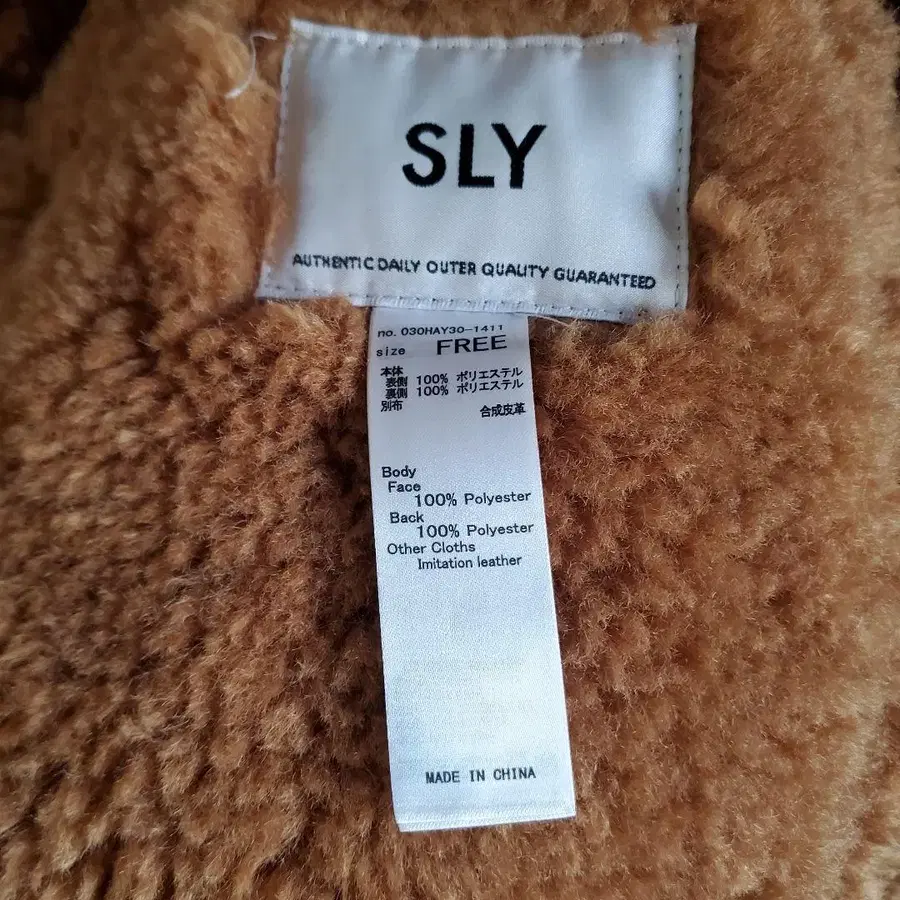 SLY
AUTHENTIC DAILY OUTER QUALITY GUARANTEED
no. 030HAY30-1411
size FREE
本体
表側 100% ポリエステル
裏側 100% ポリエステル
別布 合成皮革
Body
Face
100% Polyester
Back
100% Polyester
Other Cloths
Imitation leather
MADE IN CHINA